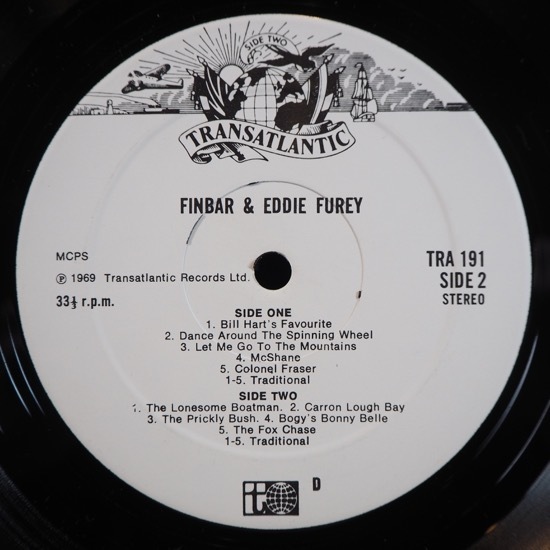 SIDE TWO
TRANSATLANTIC
FINBAR & EDDIE FUREY
MCPS
TRA 191
℗ 1969 Transatlantic Records Ltd.
SIDE 2
33⅓ r.p.m.
STEREO
SIDE ONE
1. Bill Hart's Favourite
2. Dance Around The Spinning Wheel
3. Let Me Go To The Mountains
4. McShane
5. Colonel Fraser
1-5. Traditional
SIDE TWO
1. The Lonesome Boatman. 2. Carron Lough Bay
3. The Prickly Bush. 4. Bogy's Bonny Belle
5. The Fox Chase
1-5. Traditional
it
D